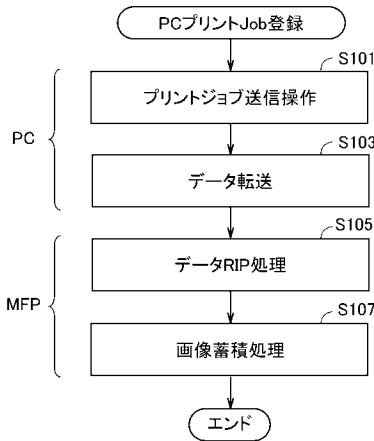 PCプリントJob登録
S101
プリントジョブ送信操作
PC
S103
データ転送
S105
データRIP処理
MFP
S107
画像蓄積処理
エンド